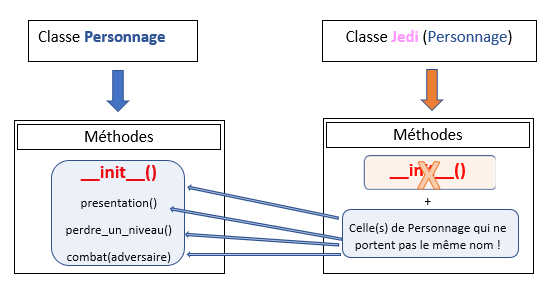 Classe Personnage
Classe Jedi (Personnage)
Méthodes
__init__()
presentation()
perdre_un_niveau()
combat(adversaire)
Méthodes
__init__()
+
Celle(s) de Personnage qui ne
portent pas le même nom !